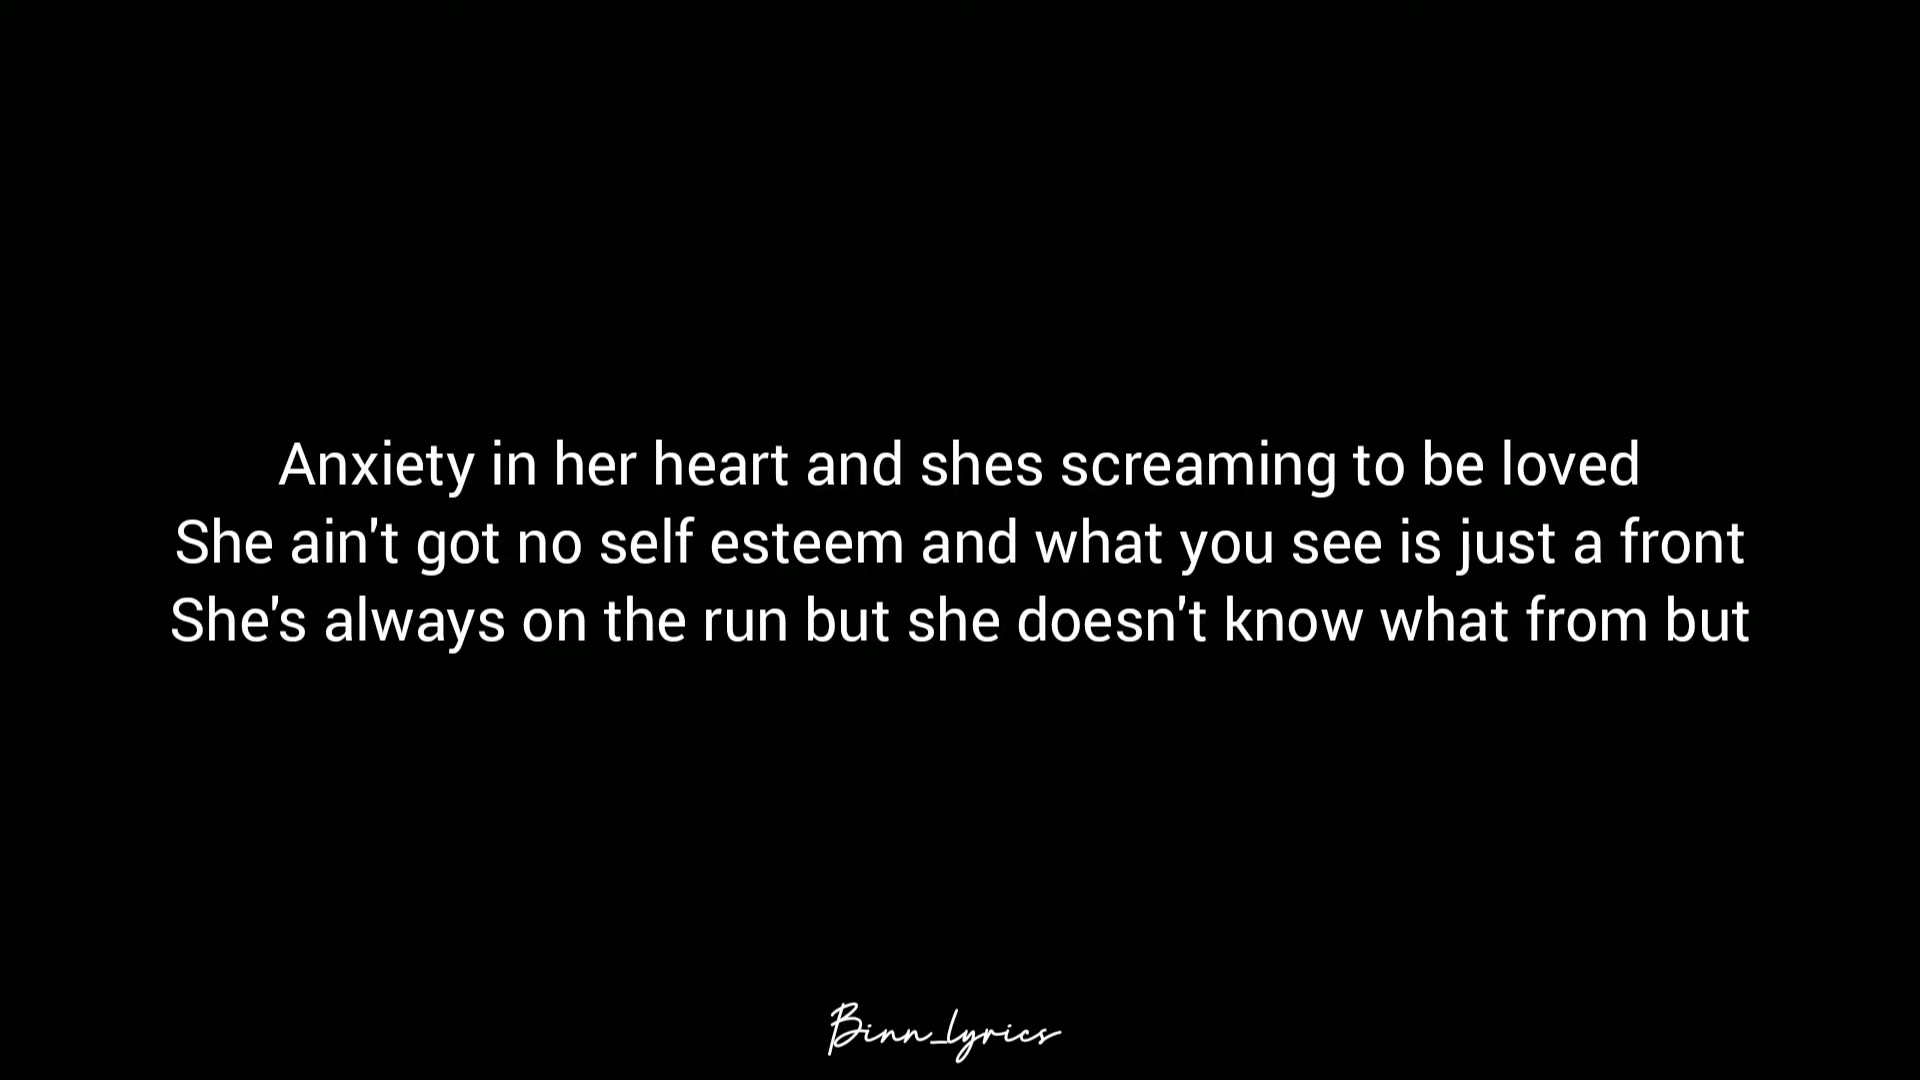 Anxiety in her heart and shes screaming to be loved
She ain't got no self esteem and what you see is just a front
She's always on the run but she doesn't know what from but
Binn_lyrics